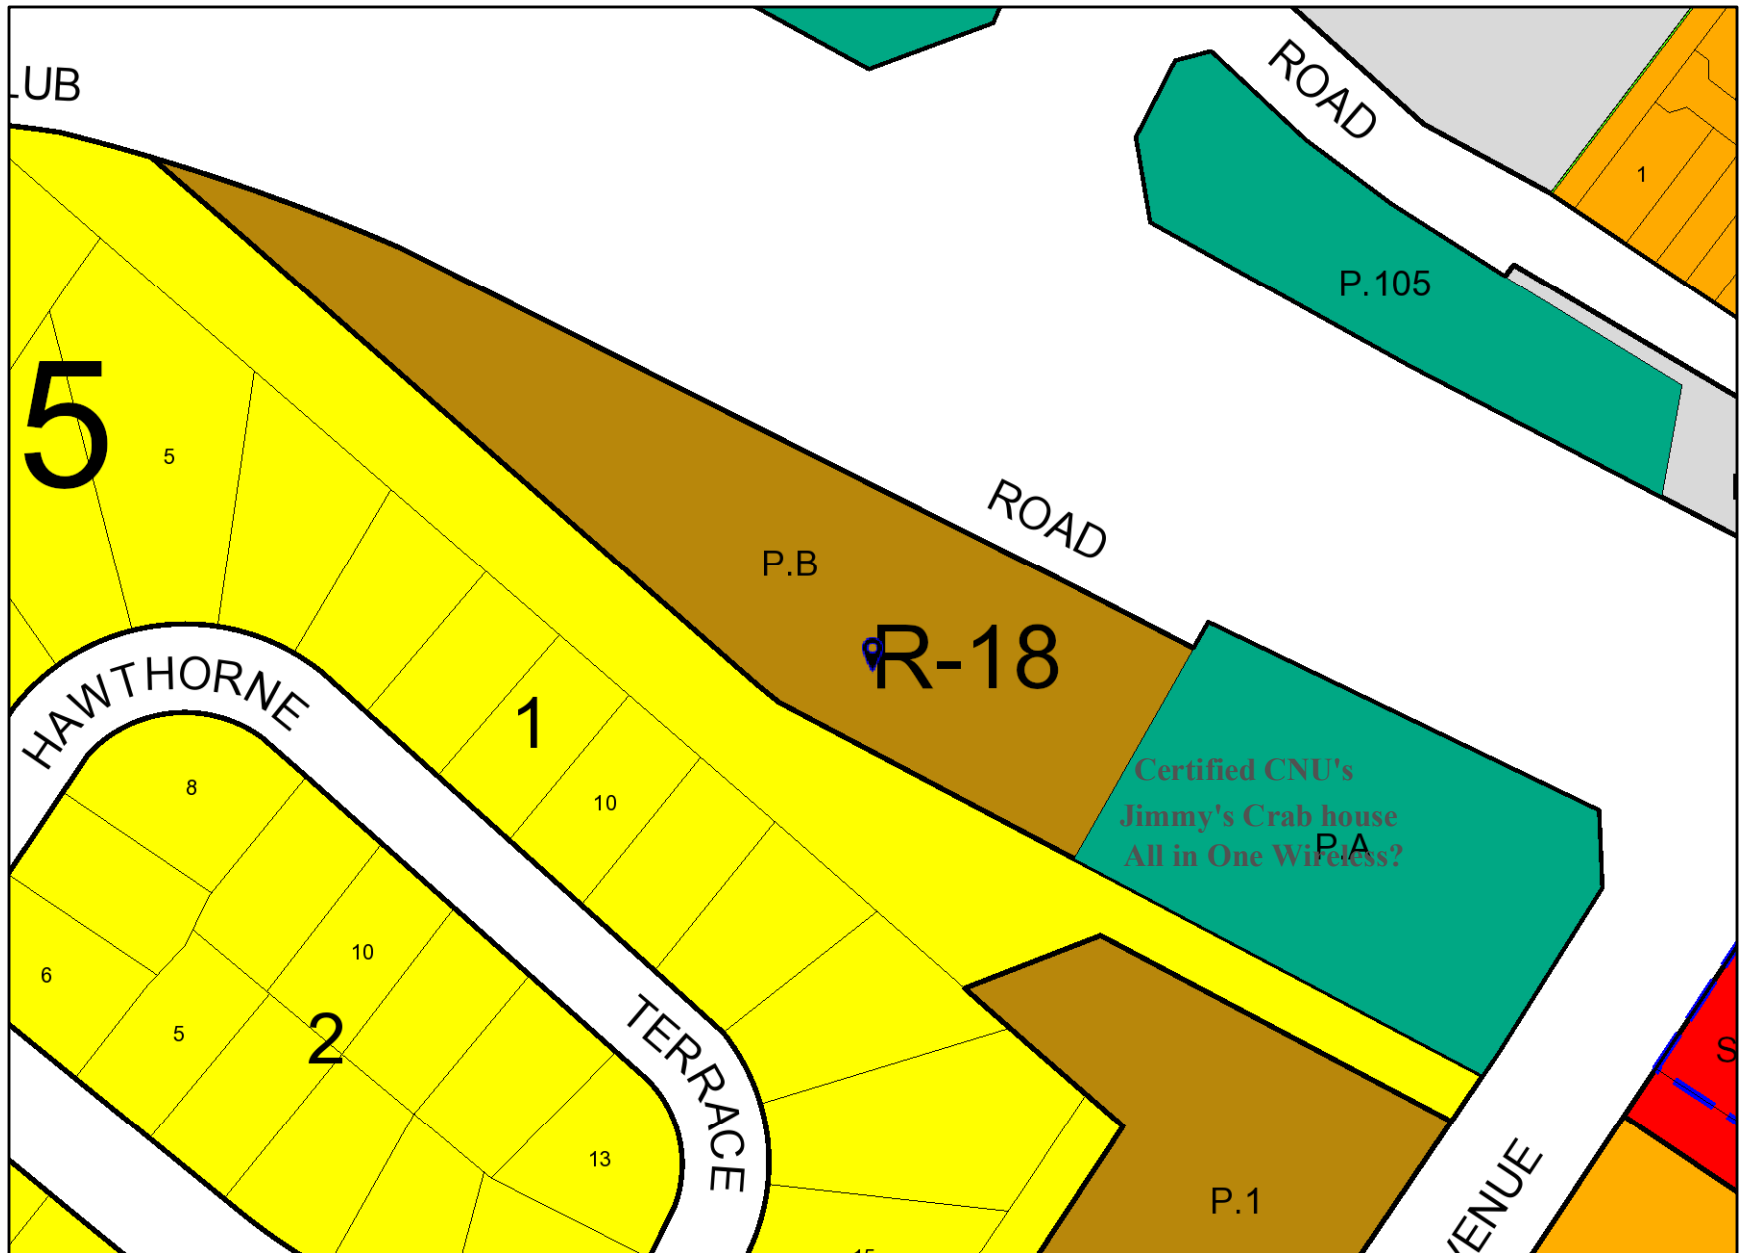 LUB
ROAD
1
P.105
5
5
ROAD
P.B
R-18
HAWTHORNE
1
8
10
Certified CNU's
Jimmy's Crab house
P.A
All in One Wireless?
10
6
5
2
TERRACE
S
13
P.1
VENUE
15